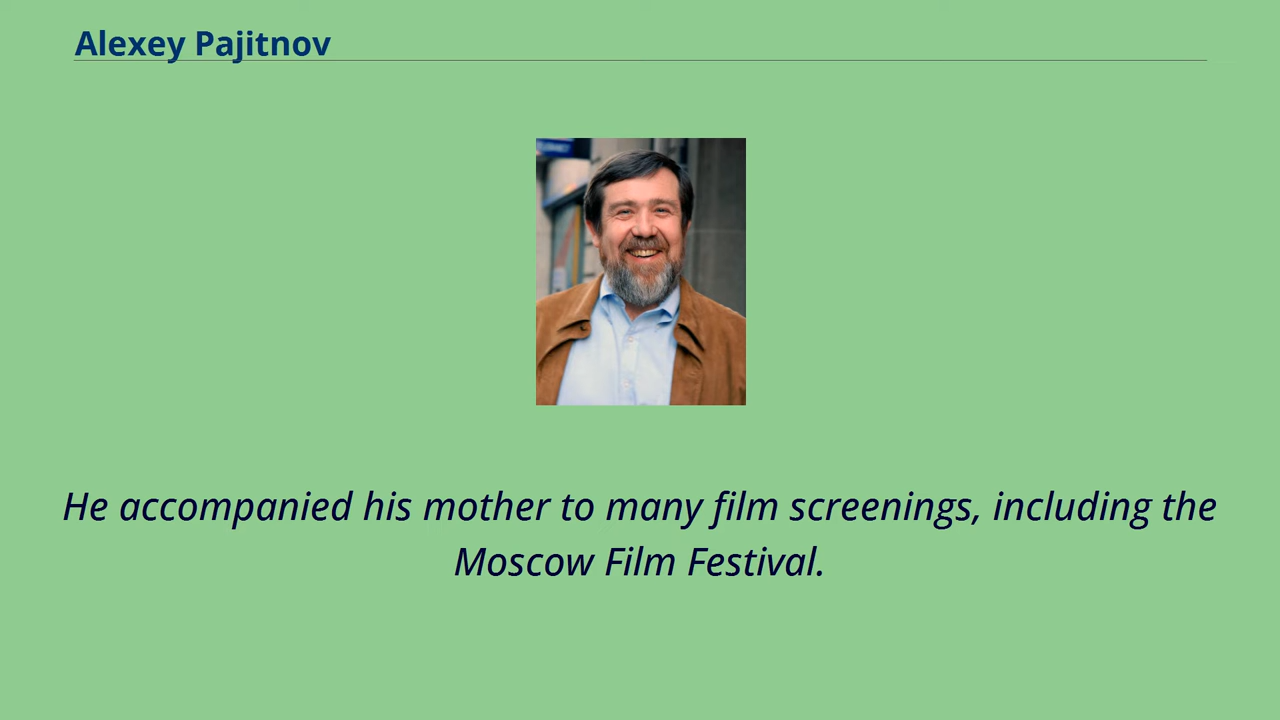 Alexey Pajitnov
He accompanied his mother to many film screenings, including the
Moscow Film Festival.